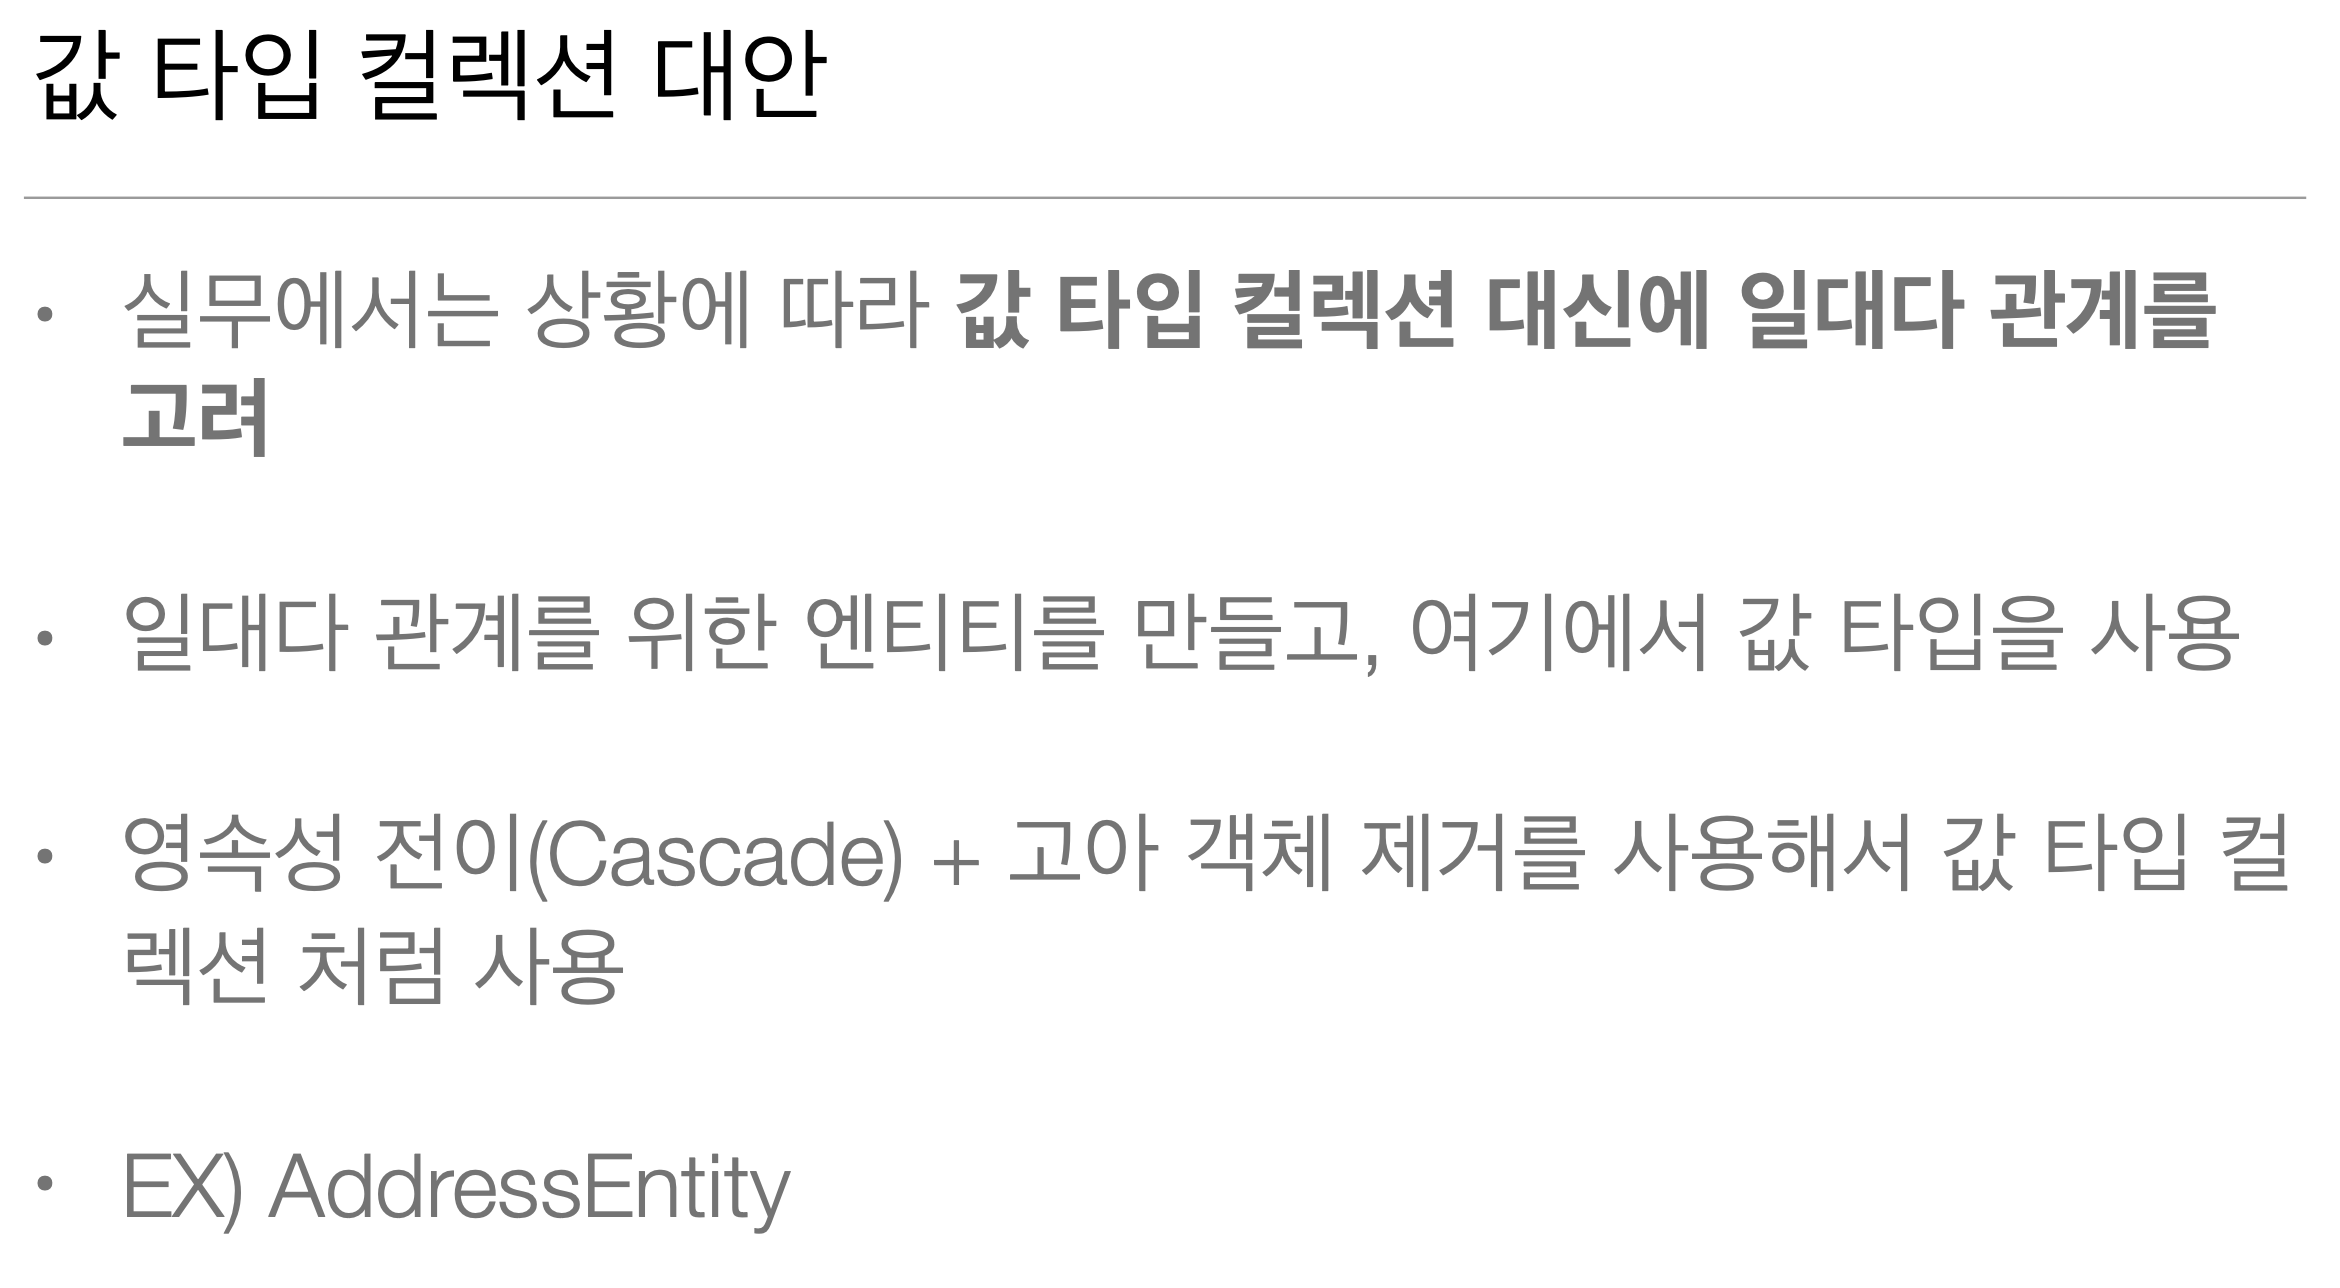 값 타입 컬렉션 대안
• 실무에서는 상황에 따라 값 타입 컬렉션 대신에 일대다 관계를
고려
• 일대다 관계를 위한 엔티티를 만들고, 여기에서 값 타입을 사용
• 영속성 전이(Cascade) + 고아 객체 제거를 사용해서 값 타입 컬
렉션 처럼 사용
• EX) AddressEntity